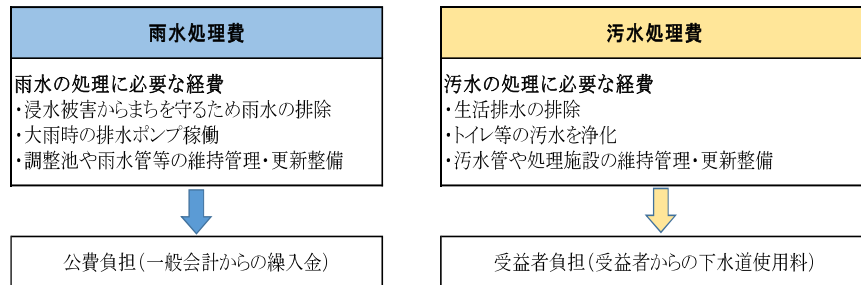 雨水処理費
雨水の処理に必要な経費
・浸水被害からまちを守るため雨水の排除
・大雨時の排水ポンプ稼働
・調整池や雨水管等の維持管理・更新整備
公費負担（一般会計からの繰入金）
汚水処理費
汚水の処理に必要な経費
・生活排水の排除
・トイレ等の汚水を浄化
・汚水管や処理施設の維持管理・更新整備
受益者負担（受益者からの下水道使用料）